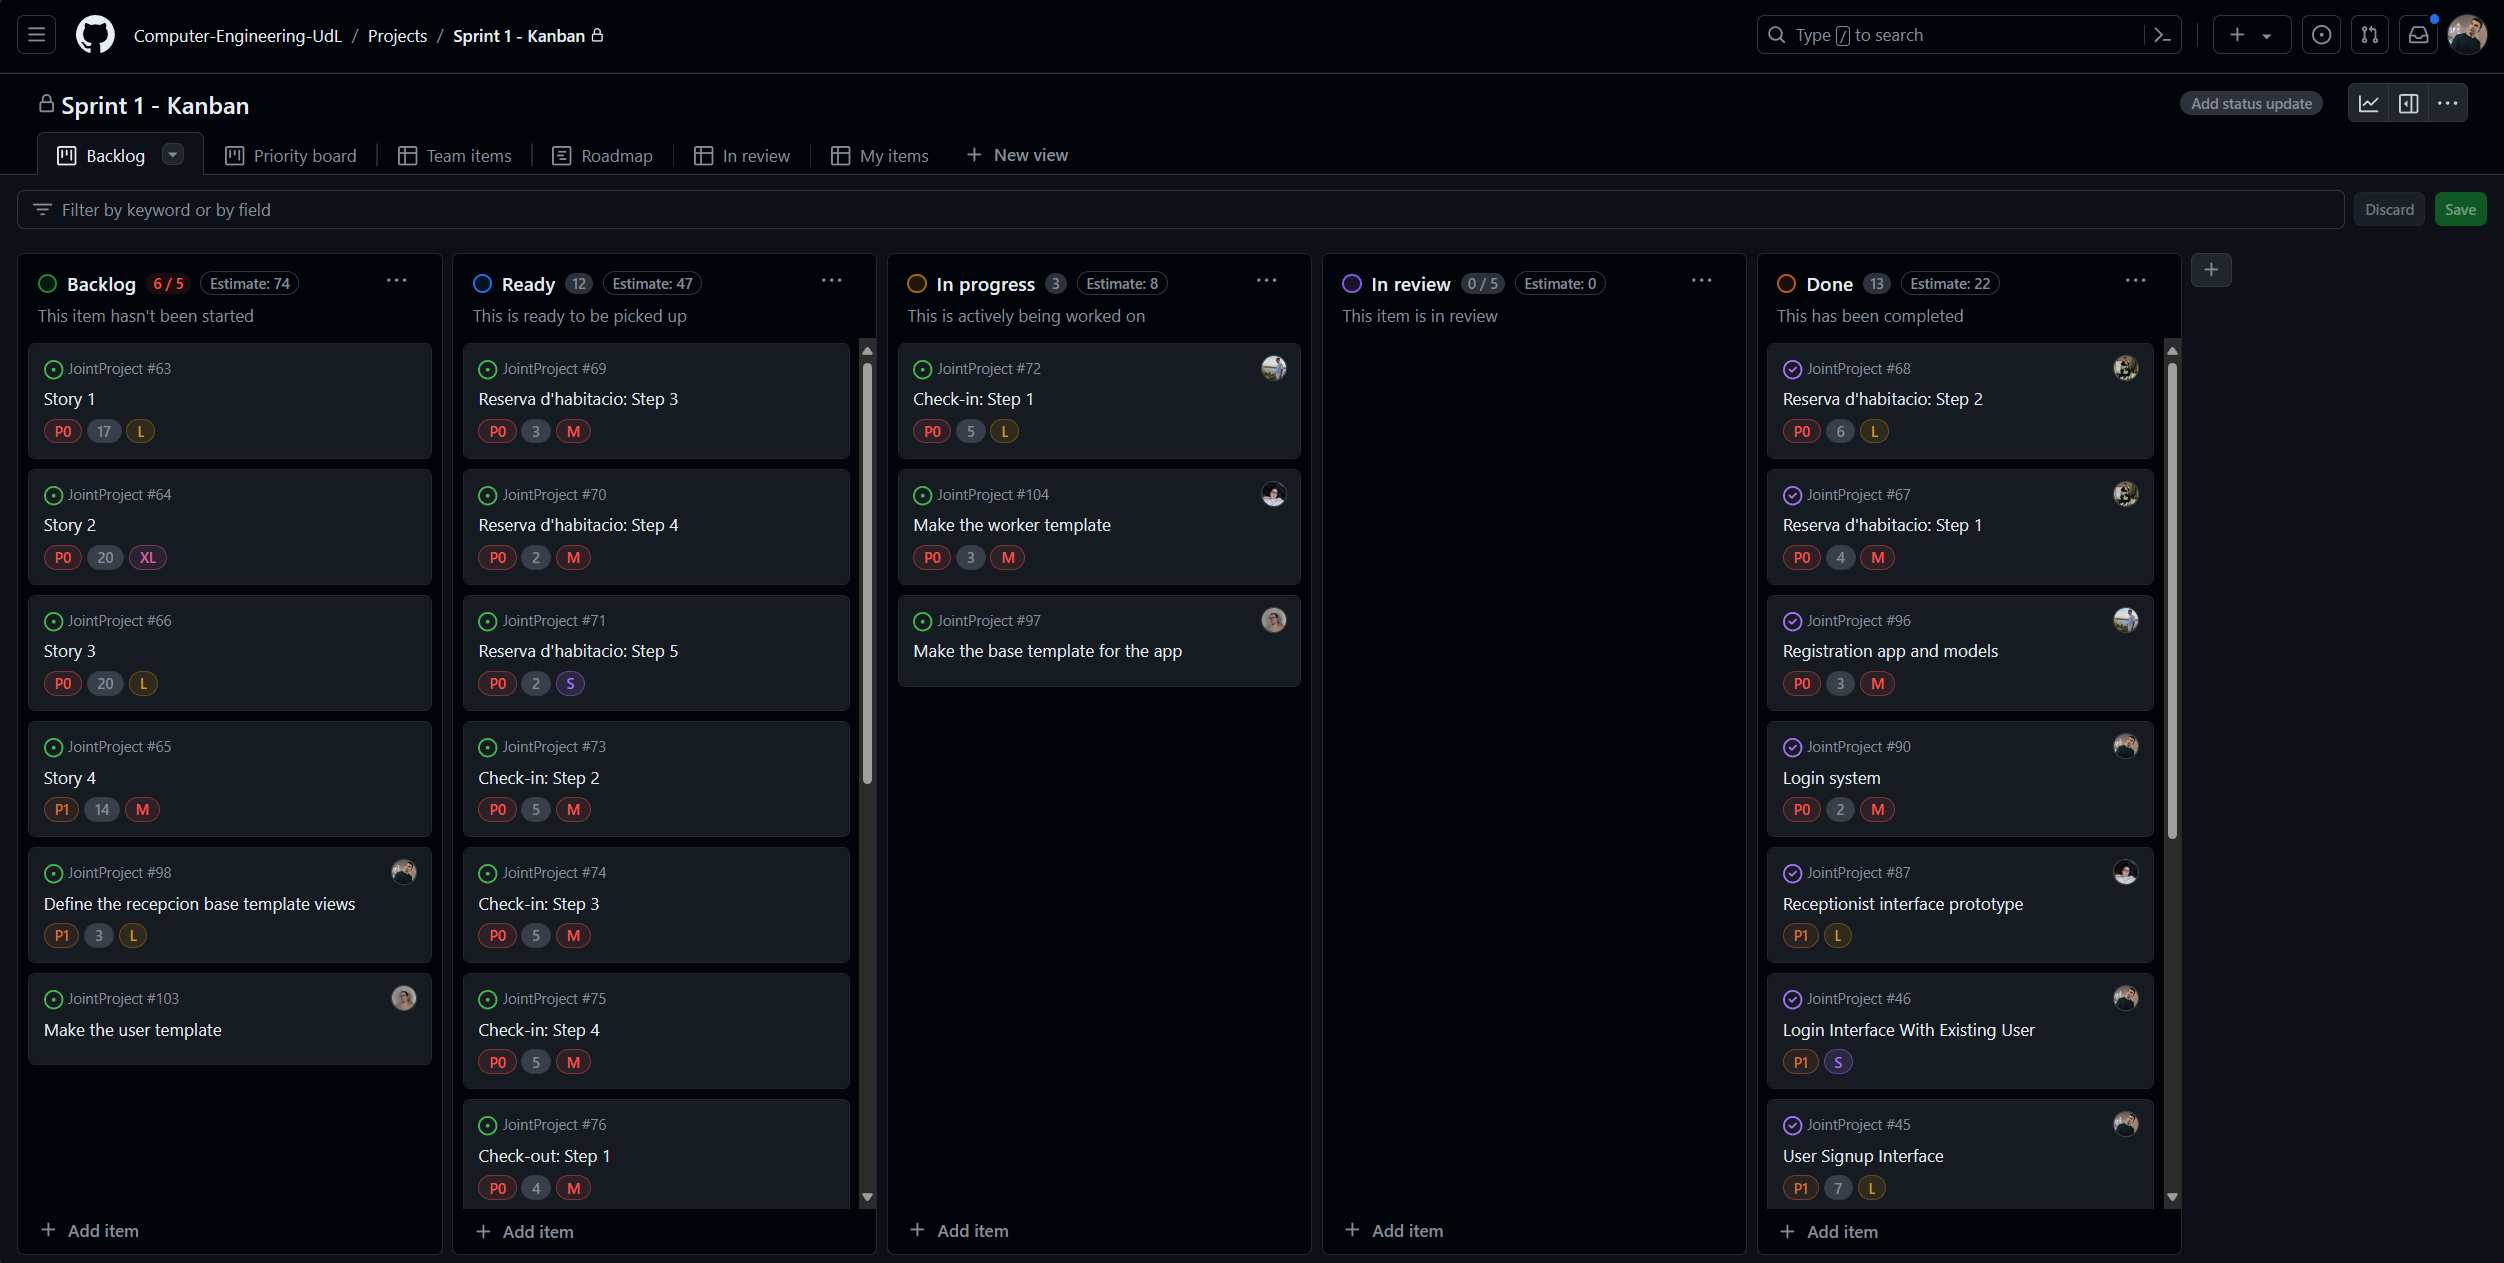 Computer-Engineering-UdL / Projects / Sprint 1 - Kanban
Type / to search
Sprint 1 - Kanban
Add status update
Backlog
Priority board
Team items
Roadmap
In review
My items
New view
Filter by keyword or by field
Discard
Save
Backlog 6 / 5 Estimate: 74
This item hasn't been started
JointProject #63
Story 1
P0 17 L
JointProject #64
Story 2
P0 20 XL
JointProject #66
Story 3
P0 20 L
JointProject #65
Story 4
P1 14 M
JointProject #98
Define the recepcion base template views
P1 3 L
JointProject #103
Make the user template
Add item
Ready 12 Estimate: 47
This is ready to be picked up
JointProject #69
Reserva d'habitacio: Step 3
P0 3 M
JointProject #70
Reserva d'habitacio: Step 4
P0 2 M
JointProject #71
Reserva d'habitacio: Step 5
P0 2 S
JointProject #73
Check-in: Step 2
P0 5 M
JointProject #74
Check-in: Step 3
P0 5 M
JointProject #75
Check-in: Step 4
P0 5 M
JointProject #76
Check-out: Step 1
P0 4 M
Add item
In progress 3 Estimate: 8
This is actively being worked on
JointProject #72
Check-in: Step 1
P0 5 L
JointProject #104
Make the worker template
P0 3 M
JointProject #97
Make the base template for the app
Add item
In review 0 / 5 Estimate: 0
This item is in review
Add item
Done 13 Estimate: 22
This has been completed
JointProject #68
Reserva d'habitacio: Step 2
P0 6 L
JointProject #67
Reserva d'habitacio: Step 1
P0 4 M
JointProject #96
Registration app and models
P0 3 M
JointProject #90
Login system
P0 2 M
JointProject #87
Receptionist interface prototype
P1 L
JointProject #46
Login Interface With Existing User
P1 S
JointProject #45
User Signup Interface
P1 7 L
Add item